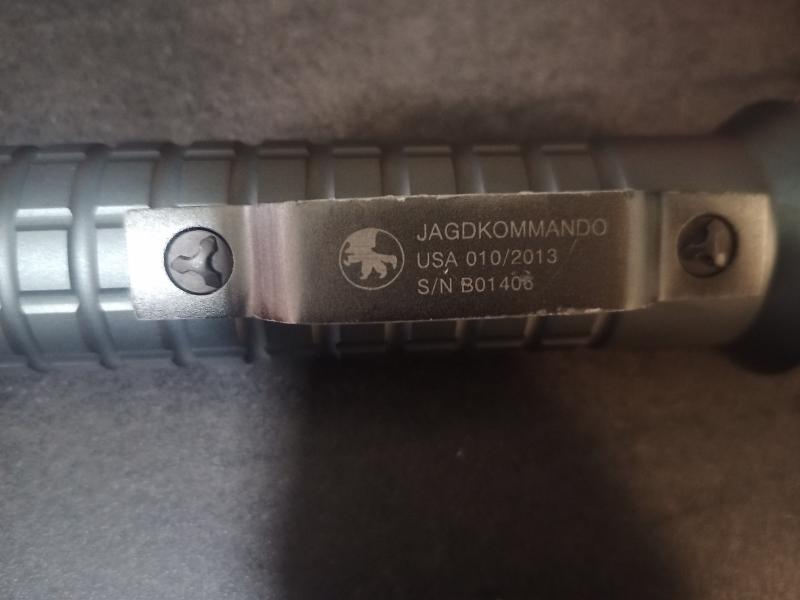 JAGDKOMMANDO
USA 010/2013
S/N B01406